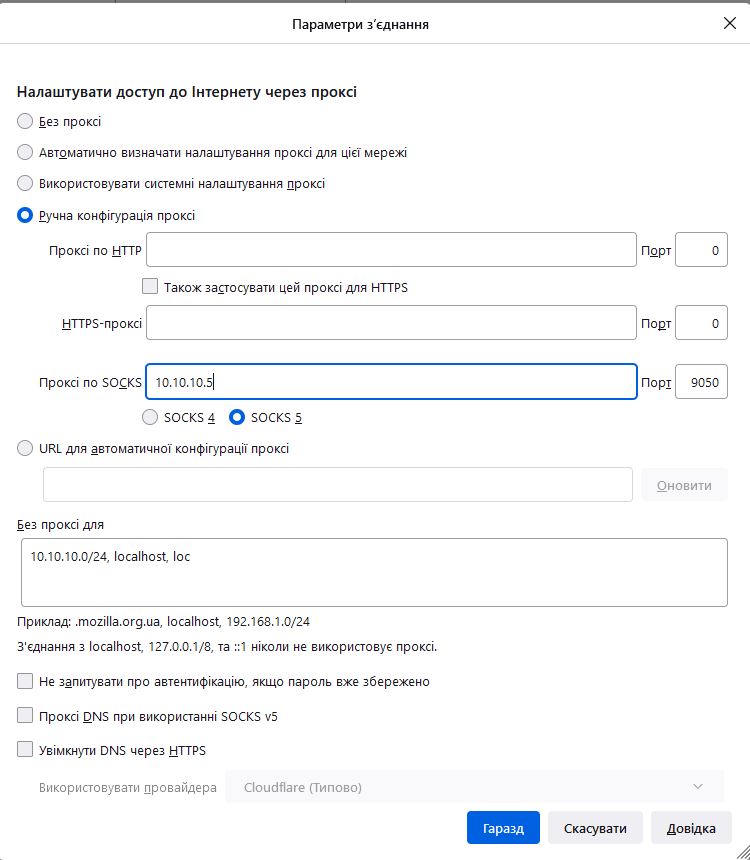 Параметри з’єднання
Налаштувати доступ до Інтернету через проксі
Без проксі
Автоматично визначати налаштування проксі для цієї мережі
Використовувати системні налаштування проксі
Ручна конфігурація проксі
Проксі по HTTP Порт 0
Також застосувати цей проксі для HTTPS
HTTPS-проксі Порт 0
Проксі по SOCKS 10.10.10.5 Порт 9050
SOCKS 4 SOCKS 5
URL для автоматичної конфігурації проксі
Оновити
Без проксі для
10.10.10.0/24, localhost, loc
Приклад: .mozilla.org.ua, localhost, 192.168.1.0/24
З'єднання з localhost, 127.0.0.1/8, та ::1 ніколи не використовує проксі.
Не запитувати про автентифікацію, якщо пароль вже збережено
Проксі DNS при використанні SOCKS v5
Увімкнути DNS через HTTPS
Використовувати провайдера Cloudflare (Типово)
Гаразд Скасувати Довідка